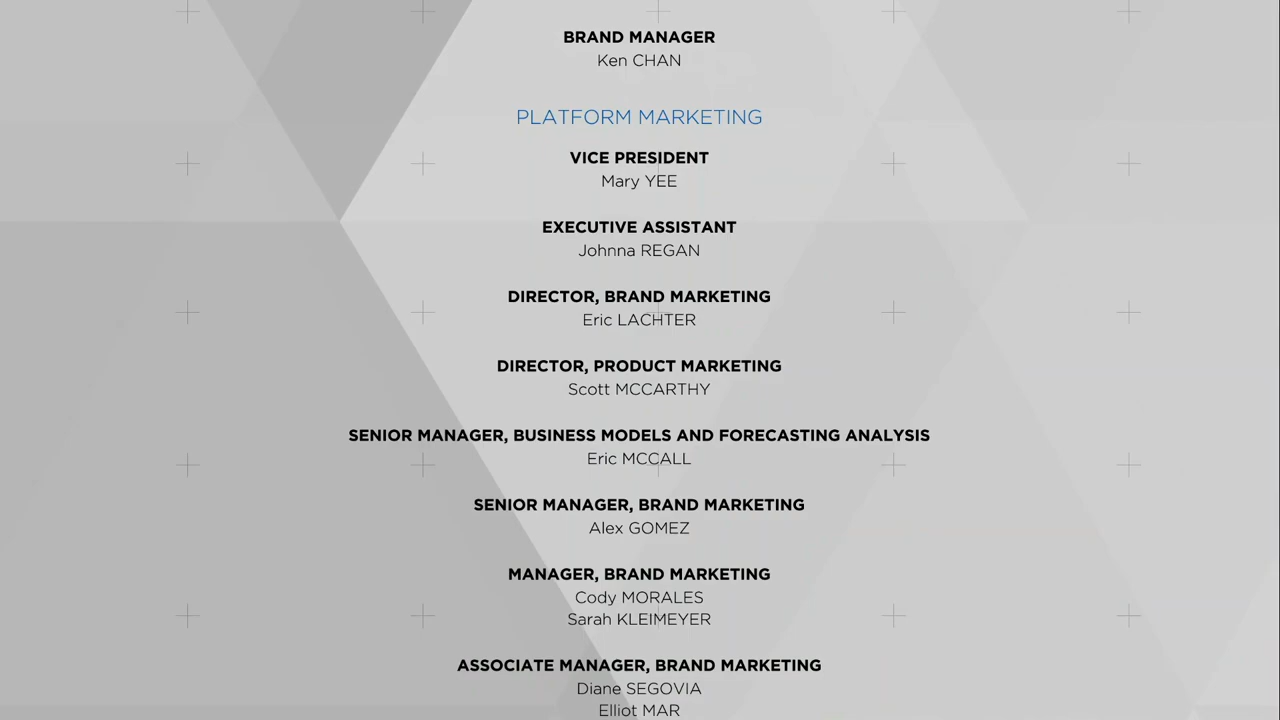 BRAND MANAGER
Ken CHAN
PLATFORM MARKETING
VICE PRESIDENT
Mary YEE
EXECUTIVE ASSISTANT
Johnna REGAN
DIRECTOR, BRAND MARKETING
Eric LACHTER
DIRECTOR, PRODUCT MARKETING
Scott MCCARTHY
SENIOR MANAGER, BUSINESS MODELS AND FORECASTING ANALYSIS
Eric MCCALL
SENIOR MANAGER, BRAND MARKETING
Alex GOMEZ
MANAGER, BRAND MARKETING
Cody MORALES
Sarah KLEIMEYER
ASSOCIATE MANAGER, BRAND MARKETING
Diane SEGOVIA
Elliot MAR